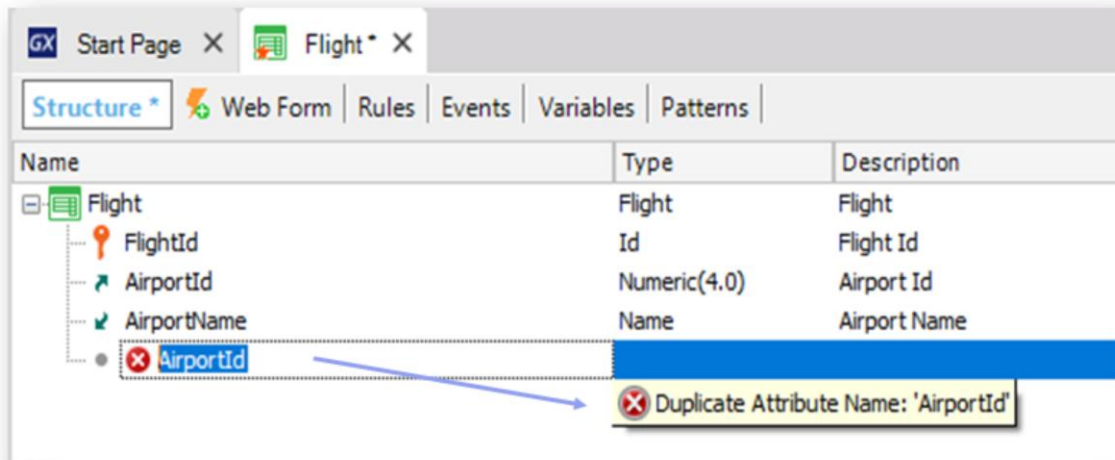 GX Start Page Flight *
Structure * Web Form Rules Events Variables Patterns
Name Type Description
Flight Flight Flight
FlightId Id Flight Id
AirportId Numeric(4.0) Airport Id
AirportName Name Airport Name
AirportId
Duplicate Attribute Name: 'AirportId'